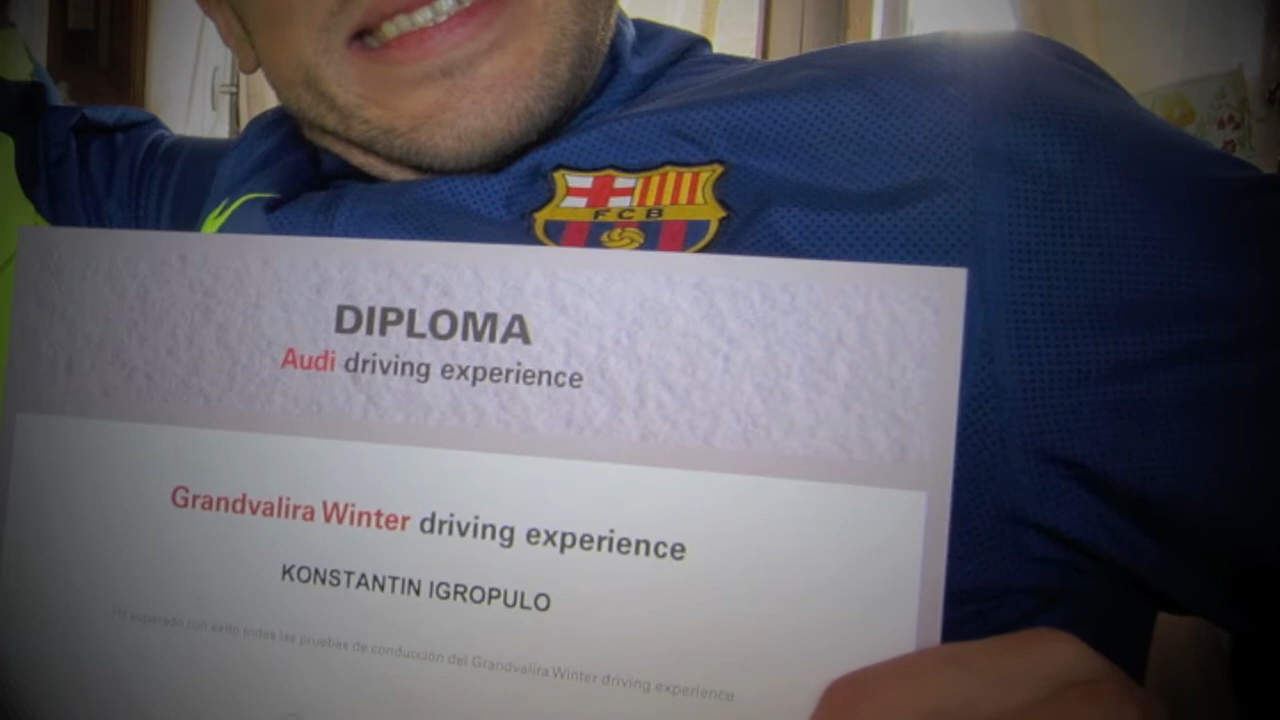 FCB
DIPLOMA
Audi driving experience
Grandvalira Winter driving experience
KONSTANTIN IGROPULO
Ha superado con éxito todas las pruebas de conducción del Grandvalira Winter driving experience